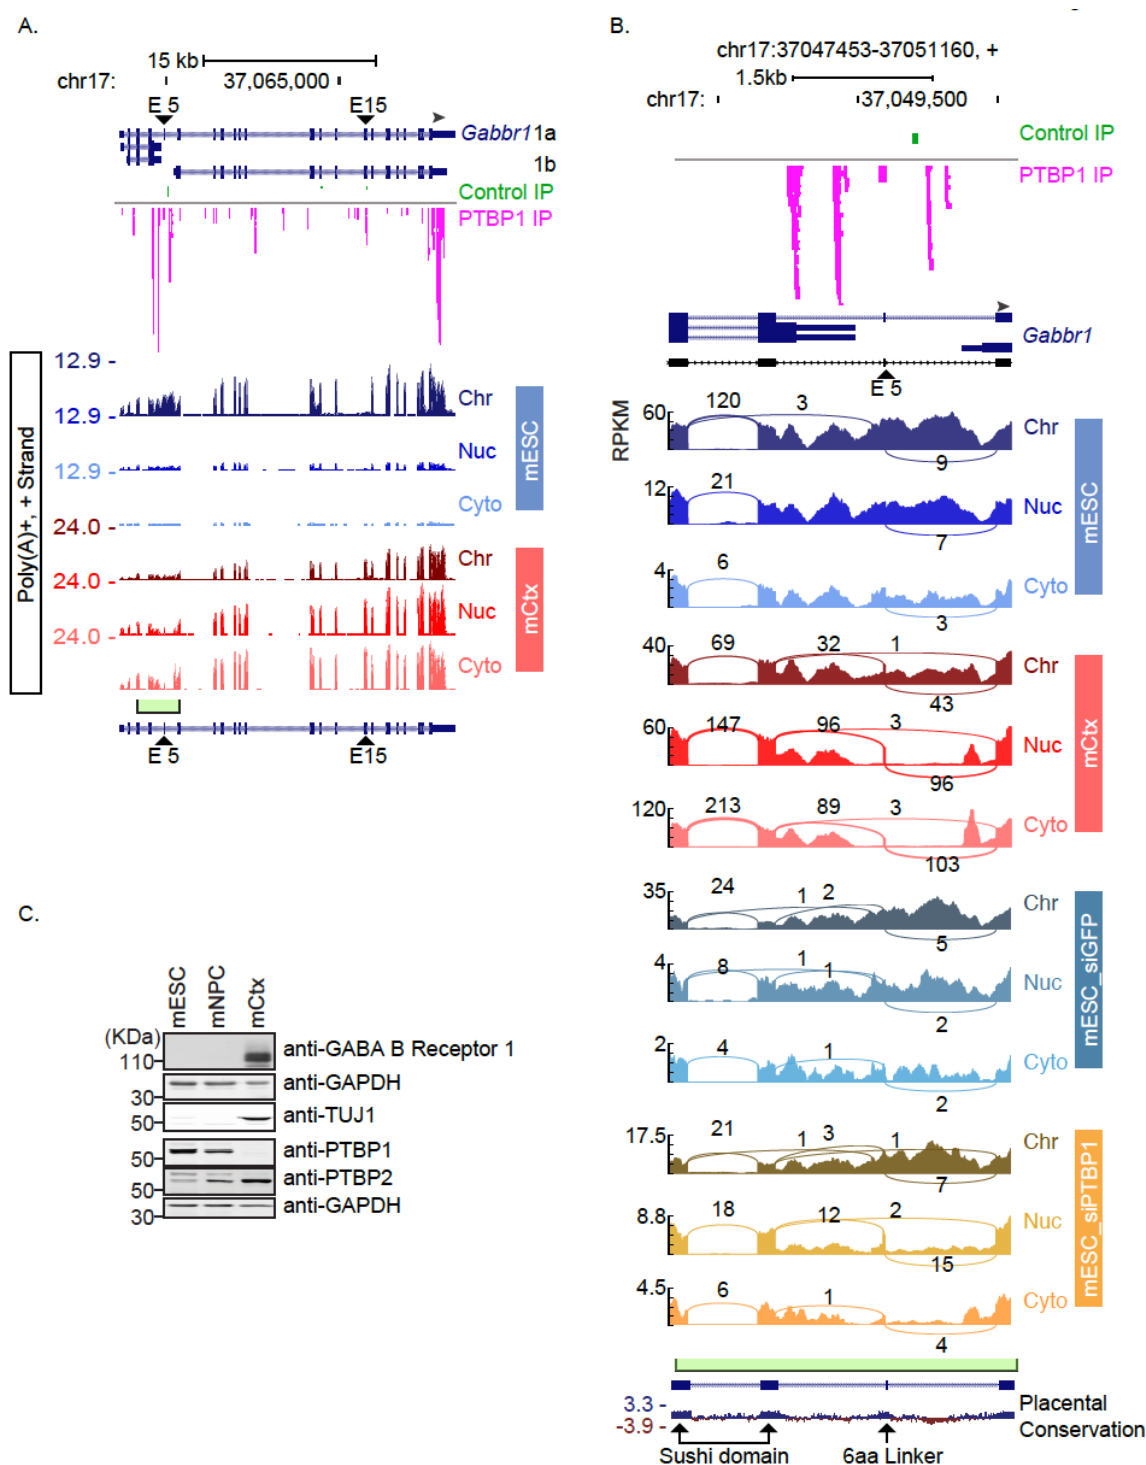 A.
15 kb
chr17:
37,065,000
E 5
E15
Gabbr1 1a
1b
Control IP
PTBP1 IP
Poly(A)+, + Strand
12.9 -
Chr
12.9 -
Nuc
12.9 -
Cyto
mESC
24.0 -
Chr
24.0 -
Nuc
24.0 -
Cyto
mCtx
E 5
E15
B.
chr17:37047453-37051160, +
1.5kb
chr17:
37,049,500
Control IP
PTBP1 IP
Gabbr1
E 5
RPKM
60
120
3
Chr
9
12
21
Nuc
7
4
6
Cyto
3
mESC
40
69
32
1
Chr
43
60
147
96
3
Nuc
96
120
213
89
3
Cyto
103
mCtx
35
24
1
2
Chr
5
4
8
1
1
Nuc
2
2
4
1
Cyto
2
mESC_siGFP
17.5
21
1
3
1
Chr
7
8.8
18
12
2
Nuc
15
4.5
6
1
Cyto
4
mESC_siPTBP1
3.3 -
-3.9 -
Placental
Conservation
Sushi domain
6aa Linker
C.
mESC
mNPC
mCtx
(KDa)
110
anti-GABA B Receptor 1
30
anti-GAPDH
50
anti-TUJ1
50
anti-PTBP1
50
anti-PTBP2
30
anti-GAPDH